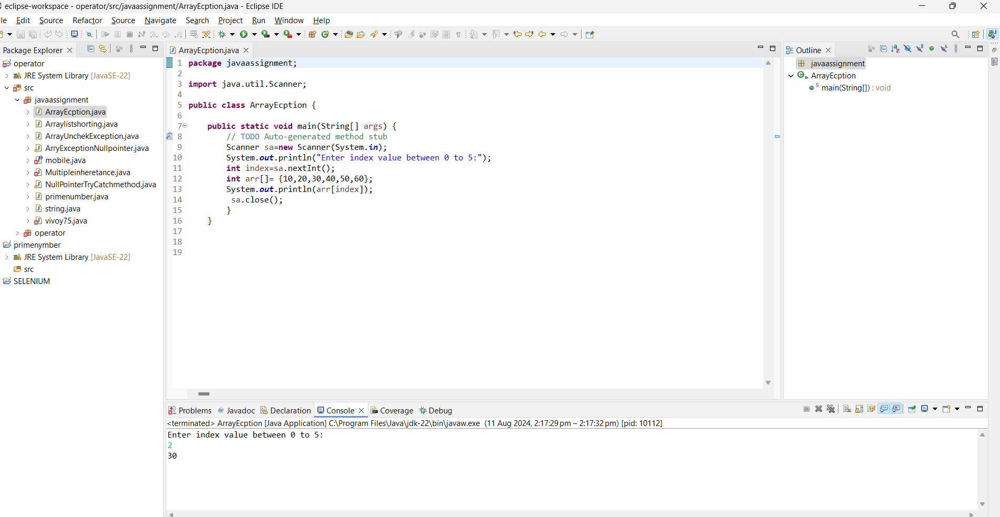 eclipse-workspace - operator/src/javaassignment/ArrayEcption.java - Eclipse IDE
le Edit Source Refactor Source Navigate Search Project Run Window Help
Package Explorer
operator
JRE System Library [JavaSE-22]
src
javaassignment
ArrayEcption.java
Arraylistshorting.java
ArrayUnchekException.java
ArryExceptionNullpointer.java
mobile.java
Multipleinheretance.java
NullPointerTryCatchmethod.java
primenumber.java
string.java
vivoy75.java
operator
primenymber
JRE System Library [JavaSE-22]
src
SELENIUM
ArrayEcption.java
1 package javaassignment;
2
3 import java.util.Scanner;
4
5 public class ArrayEcption {
6
7 public static void main(String[] args) {
8 // TODO Auto-generated method stub
9 Scanner sa=new Scanner(System.in);
10 System.out.println("Enter index value between 0 to 5:");
11 int index=sa.nextInt();
12 int arr[]= {10,20,30,40,50,60};
13 System.out.println(arr[index]);
14 sa.close();
15 }
16 }
17
18
19
Outline
javaassignment
ArrayEcption
main(String[]) : void
Problems Javadoc Declaration Console Coverage Debug
<terminated> ArrayEcption [Java Application] C:\Program Files\Java\jdk-22\bin\javaw.exe (11 Aug 2024, 2:17:29 pm – 2:17:32 pm) [pid: 10112]
Enter index value between 0 to 5:
2
30